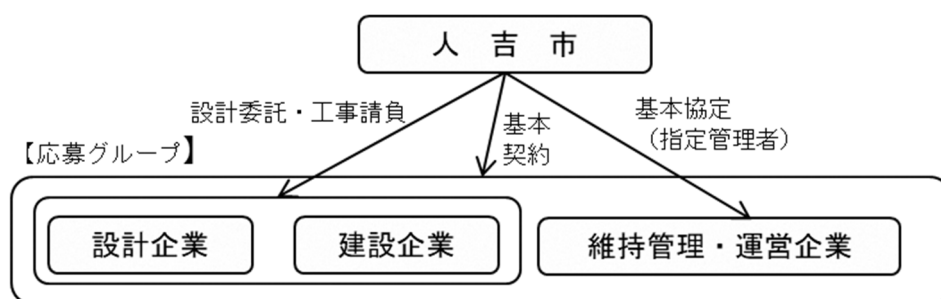 人　吉　市
設計委託・工事請負
基本
契約
基本協定
（指定管理者）
【応募グループ】
設計企業
建設企業
維持管理・運営企業